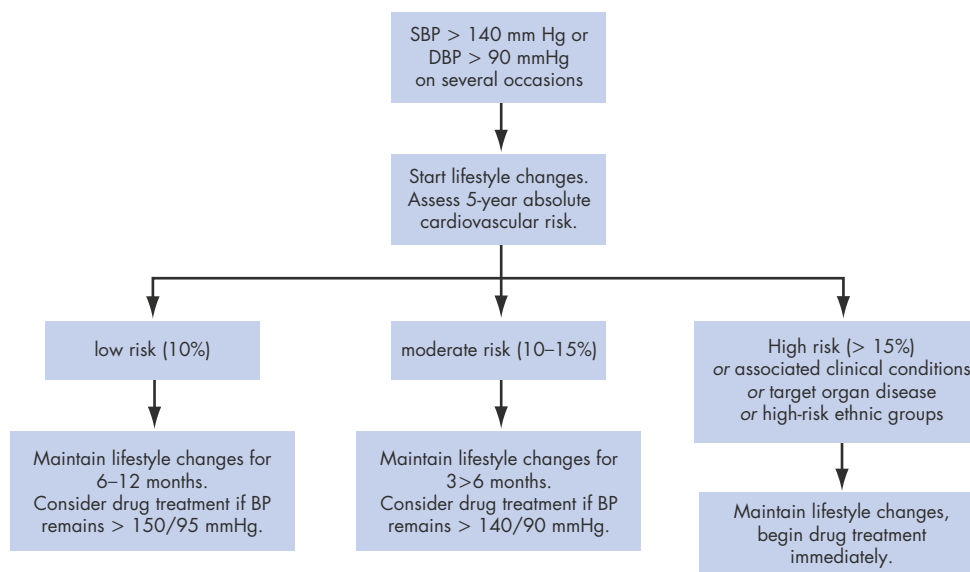 SBP > 140 mm Hg or
DBP > 90 mmHg
on several occasions
Start lifestyle changes.
Assess 5-year absolute
cardiovascular risk.
low risk (10%)
moderate risk (10–15%)
High risk (> 15%)
or associated clinical conditions
or target organ disease
or high-risk ethnic groups
Maintain lifestyle changes for
6–12 months.
Consider drug treatment if BP
remains > 150/95 mmHg.
Maintain lifestyle changes for
3>6 months.
Consider drug treatment if BP
remains > 140/90 mmHg.
Maintain lifestyle changes,
begin drug treatment
immediately.